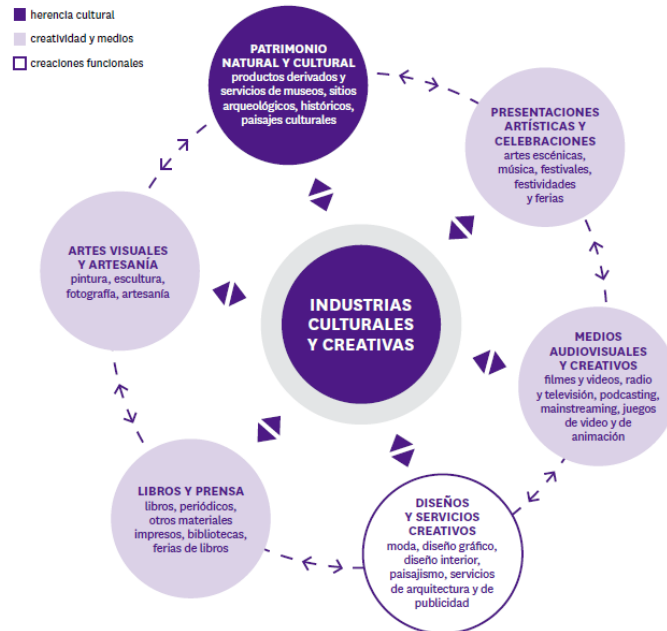 herencia cultural
creatividad y medios
creaciones funcionales
PATRIMONIO
NATURAL Y CULTURAL
productos derivados y
servicios de museos, sitios
arqueológicos, históricos,
paisajes culturales
PRESENTACIONES
ARTÍSTICAS Y
CELEBRACIONES
artes escénicas,
música, festivales,
festividades
y ferias
ARTES VISUALES
Y ARTESANÍA
pintura, escultura,
fotografía, artesanía
INDUSTRIAS
CULTURALES
Y CREATIVAS
MEDIOS
AUDIOVISUALES
Y CREATIVOS
filmes y videos, radio
y televisión, podcasting,
mainstreaming, juegos
de video y de
animación
LIBROS Y PRENSA
libros, periódicos,
otros materiales
impresos, bibliotecas,
ferias de libros
DISEÑOS
Y SERVICIOS
CREATIVOS
moda, diseño gráfico,
diseño interior,
paisajismo, servicios
de arquitectura y de
publicidad